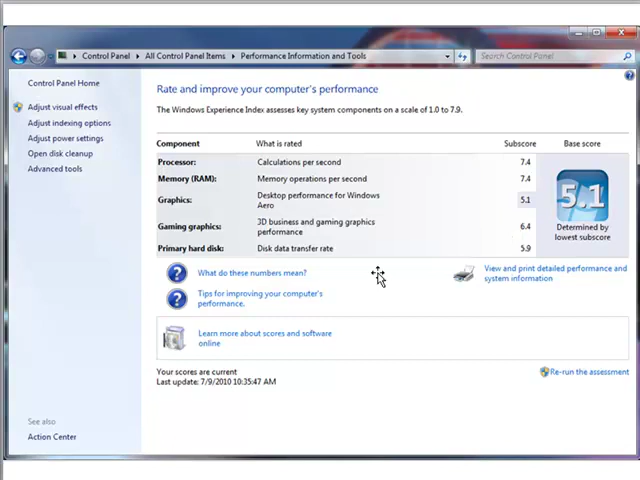 Control Panel
All Control Panel Items
Performance Information and Tools
Search Control Panel
Control Panel Home
Adjust visual effects
Adjust indexing options
Adjust power settings
Open disk cleanup
Advanced tools
Rate and improve your computer's performance
The Windows Experience Index assesses key system components on a scale of 1.0 to 7.9.
Component What is rated Subscore Base score
Processor: Calculations per second 7.4
Memory (RAM): Memory operations per second 7.4
Graphics: Desktop performance for Windows
Aero 5.1
Gaming graphics: 3D business and gaming graphics
performance 6.4
Primary hard disk: Disk data transfer rate 5.9
5.1
Determined by
lowest subscore
What do these numbers mean?
Tips for improving your computer's
performance.
View and print detailed performance and
system information
Learn more about scores and software
online
Your scores are current
Last update: 7/9/2010 10:35:47 AM
Re-run the assessment
See also
Action Center